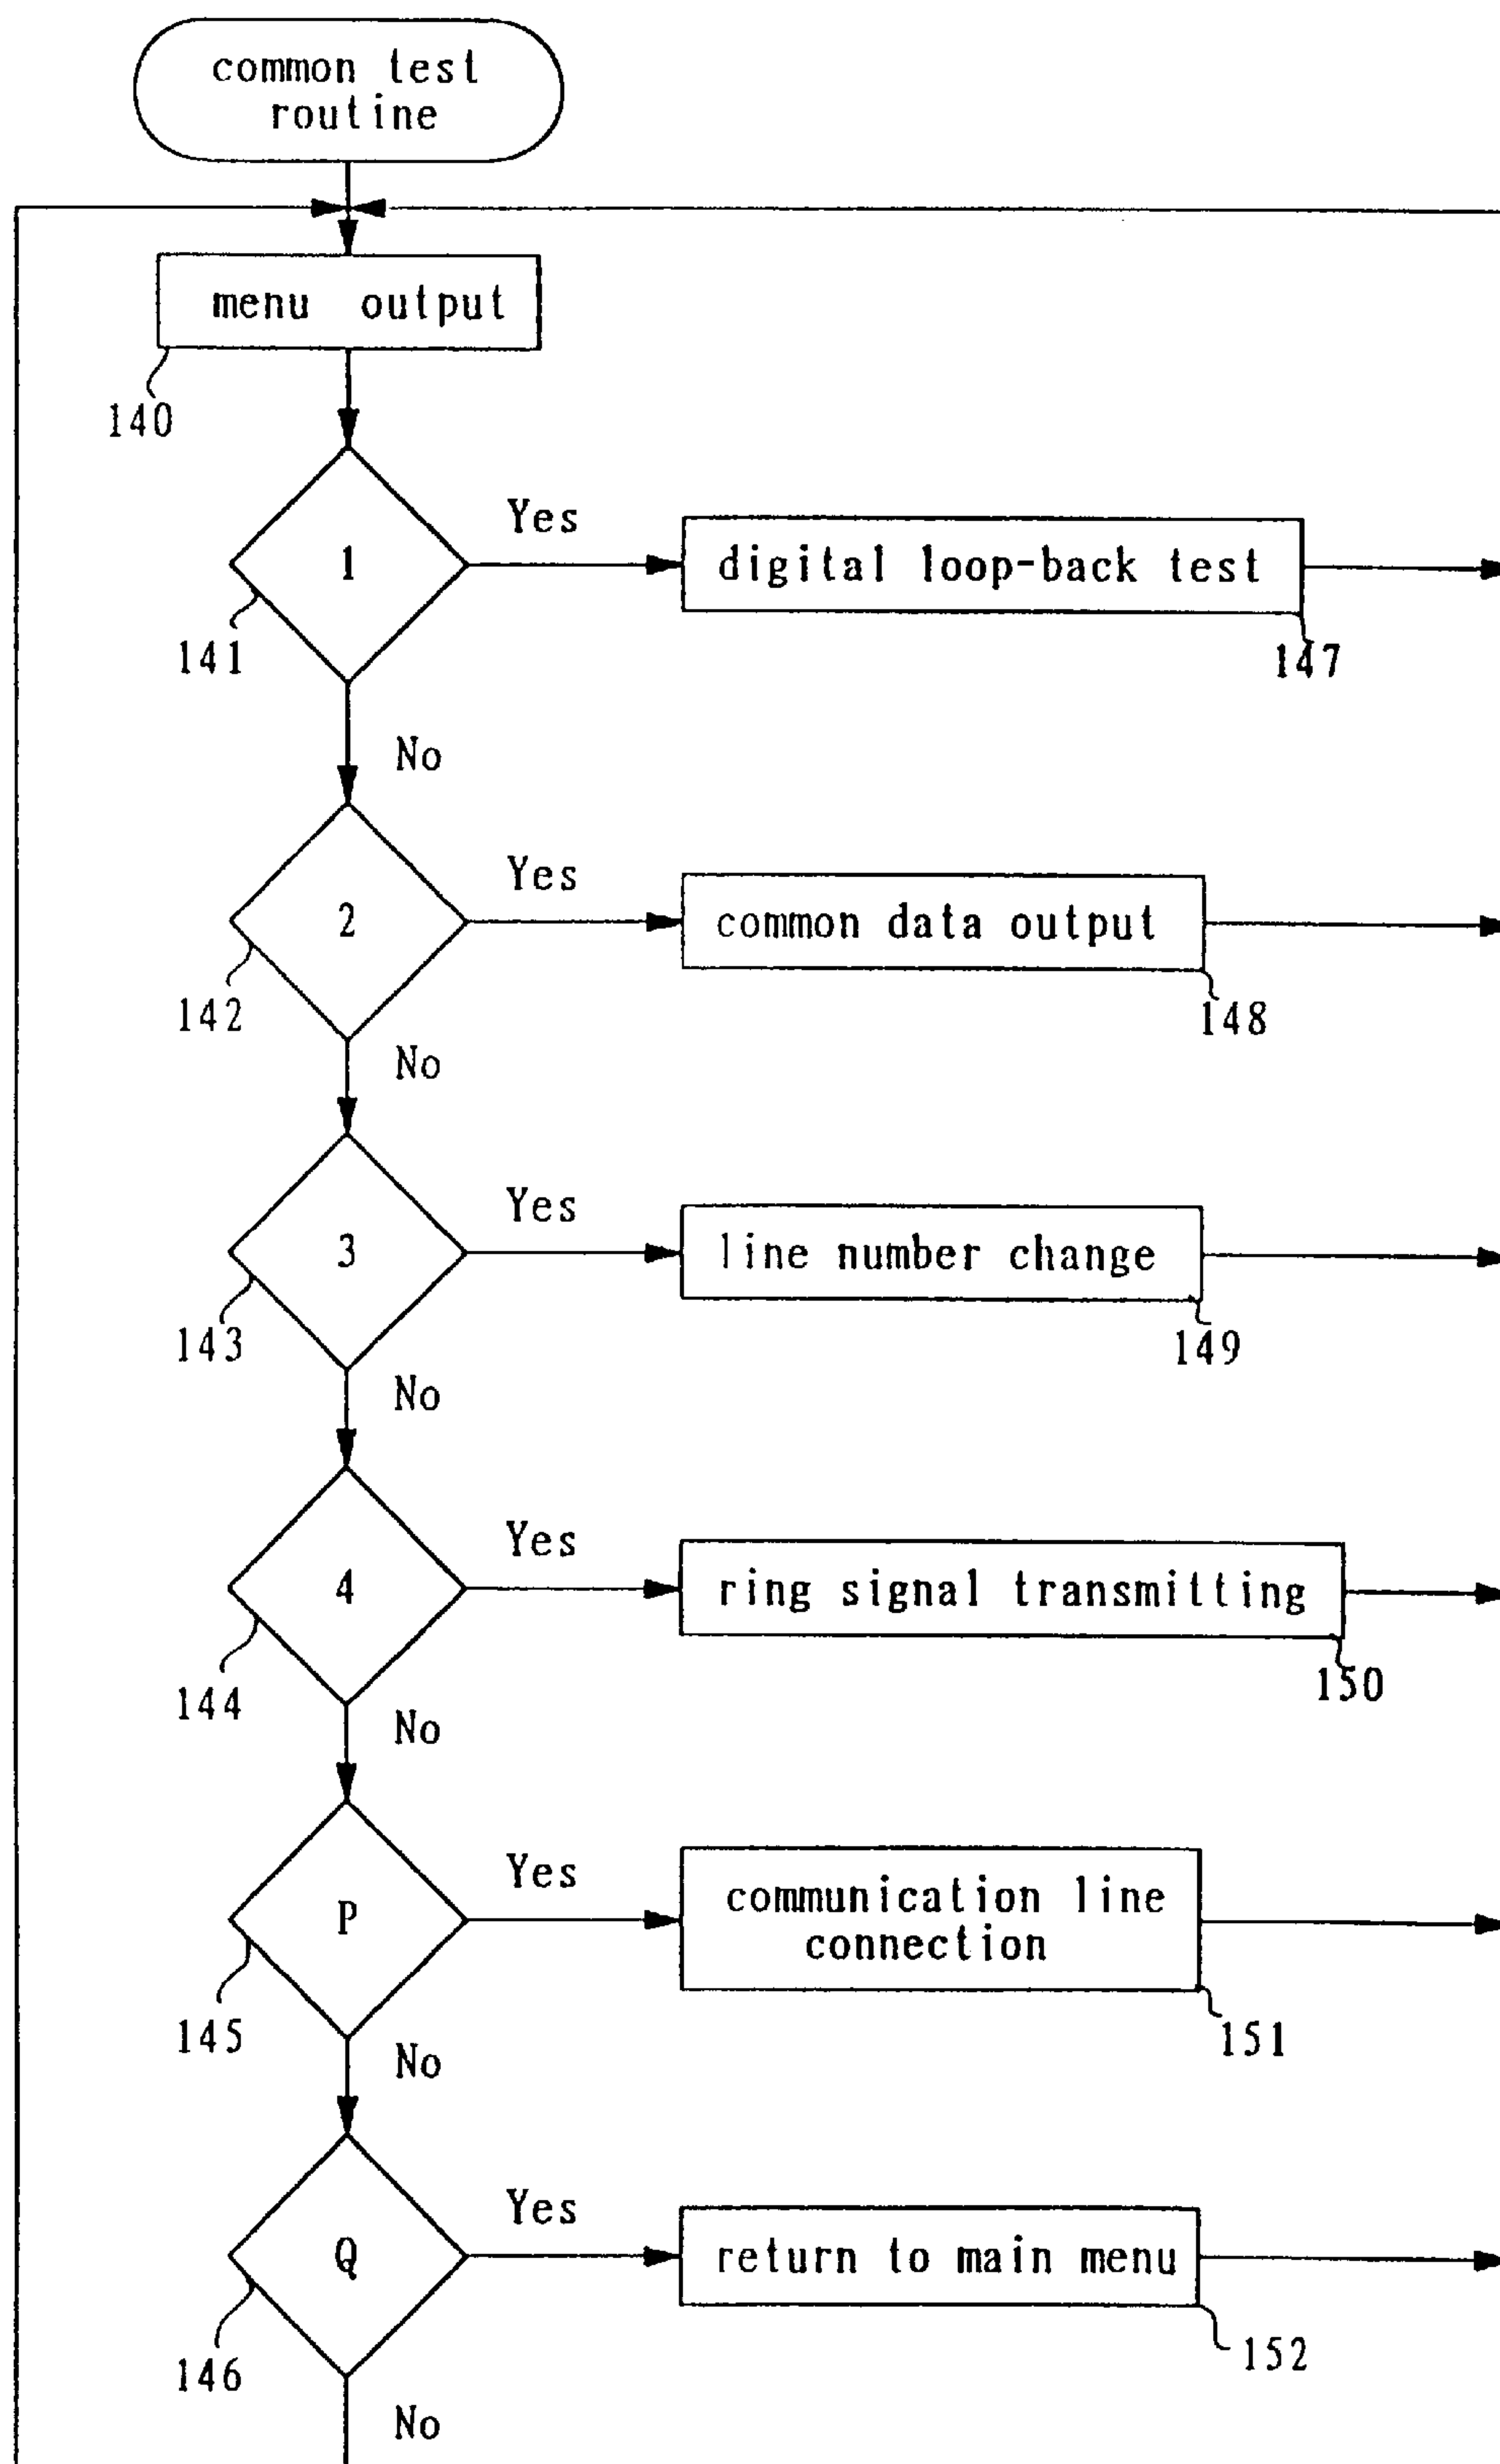 common test
routine
menu output
140
1
Yes
digital loop-back test
141
147
No
2
Yes
common data output
142
148
No
3
Yes
line number change
143
149
No
4
Yes
ring signal transmitting
144
150
No
P
Yes
communication line
connection
145
151
No
Q
Yes
return to main menu
146
152
No